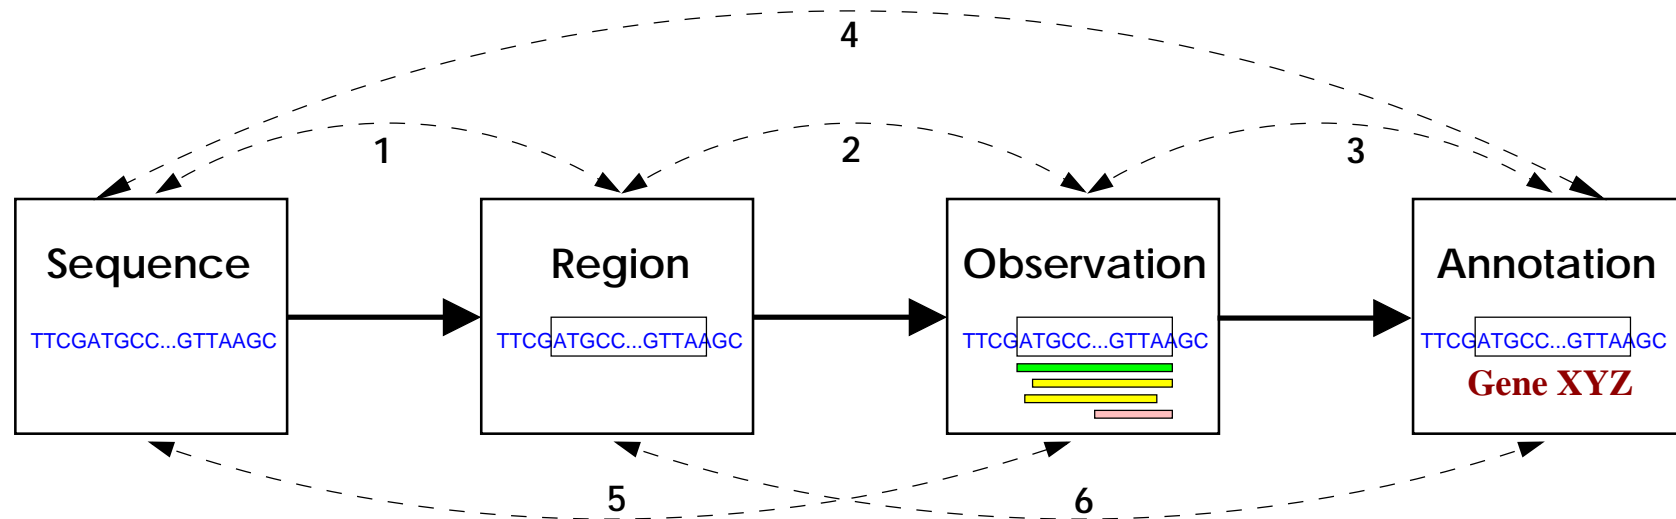 4
1
2
3
Sequence
Region
Observation
Annotation
TTCGATGCC...GTTAAGC
TTCGATGCC...GTTAAGC
TTCGATGCC...GTTAAGC
TTCGATGCC...GTTAAGC
Gene XYZ
5
6